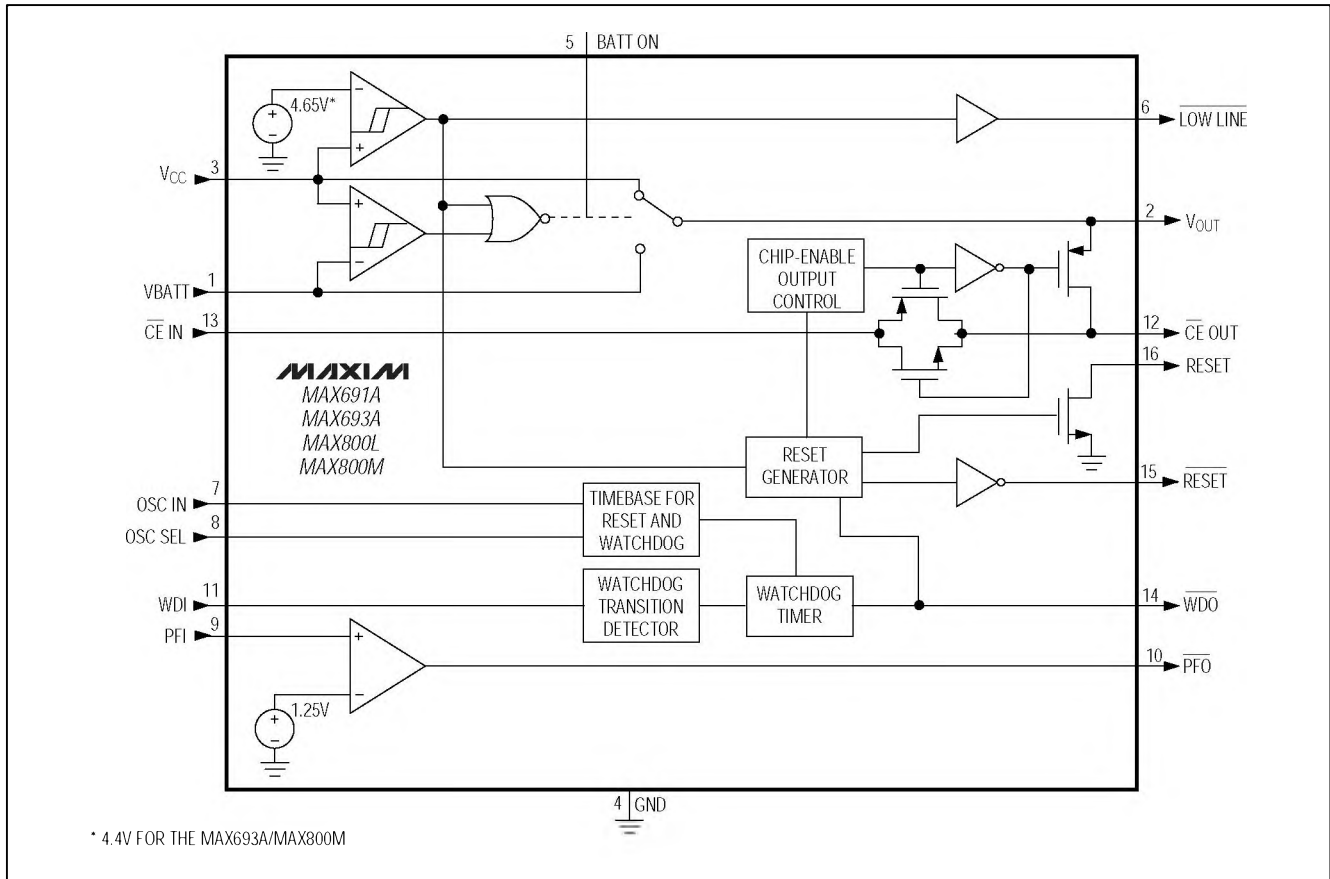 5 BATT ON
4.65V*
+
−
−
+
6 LOW LINE
VCC 3
+
−
2 VOUT
CHIP-ENABLE
OUTPUT
CONTROL
VBATT 1
CE IN 13
12 CE OUT
16 RESET
MAXIM
MAX691A
MAX693A
MAX800L
MAX800M
RESET
GENERATOR
15 RESET
OSC IN 7
OSC SEL 8
TIMEBASE FOR
RESET AND
WATCHDOG
WDI 11
WATCHDOG
TRANSITION
DETECTOR
WATCHDOG
TIMER
14 WDO
PFI 9
+
−
10 PFO
1.25V
+
−
4 GND
* 4.4V FOR THE MAX693A/MAX800M